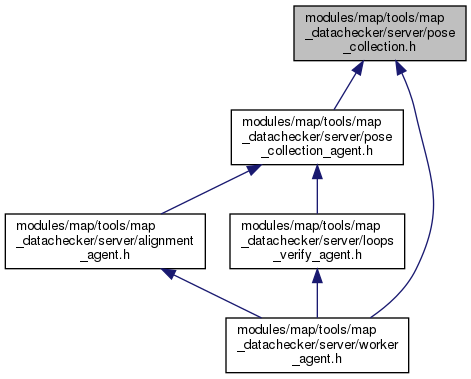 modules/map/tools/map
_datachecker/server/pose
_collection.h
modules/map/tools/map
_datachecker/server/pose
_collection_agent.h
modules/map/tools/map
_datachecker/server/alignment
_agent.h
modules/map/tools/map
_datachecker/server/loops
_verify_agent.h
modules/map/tools/map
_datachecker/server/worker
_agent.h